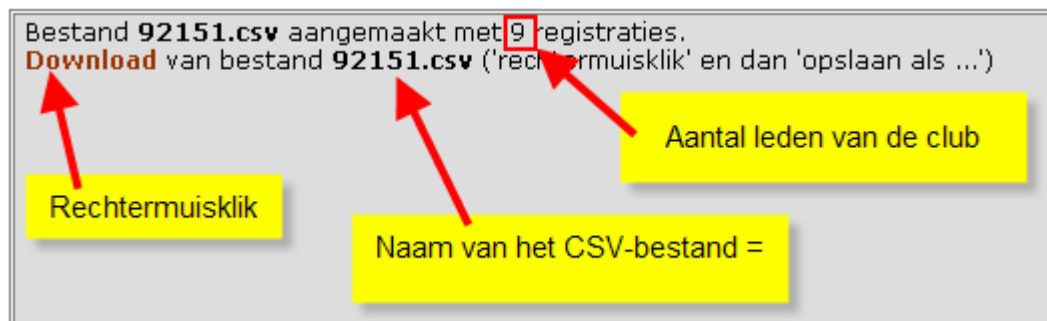 Bestand 92151.csv aangemaakt met 9 registraties.
Download van bestand 92151.csv ('rechtermuisklik' en dan 'opslaan als ...')
Aantal leden van de club
Rechtermuisklik
Naam van het CSV-bestand =